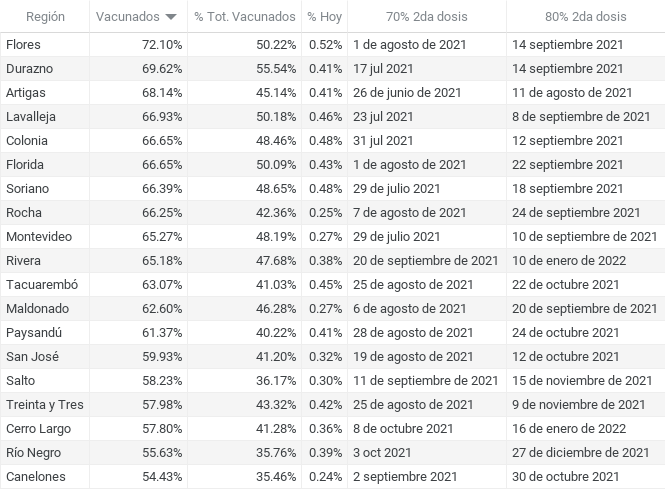 Región Vacunados % Tot. Vacunados % Hoy 70% 2da dosis 80% 2da dosis
Flores 72.10% 50.22% 0.52% 1 de agosto de 2021 14 septiembre 2021
Durazno 69.62% 55.54% 0.41% 17 jul 2021 14 septiembre 2021
Artigas 68.14% 45.14% 0.41% 26 de junio de 2021 11 de agosto de 2021
Lavalleja 66.93% 50.18% 0.46% 23 jul 2021 8 de septiembre de 2021
Colonia 66.65% 48.46% 0.48% 31 jul 2021 12 septiembre 2021
Florida 66.65% 50.09% 0.43% 1 de agosto de 2021 22 septiembre 2021
Soriano 66.39% 48.65% 0.48% 29 de julio 2021 18 septiembre 2021
Rocha 66.25% 42.36% 0.25% 7 de agosto de 2021 24 de septiembre 2021
Montevideo 65.27% 48.19% 0.27% 29 de julio 2021 10 de septiembre de 2021
Rivera 65.18% 47.68% 0.38% 20 de septiembre de 2021 10 de enero de 2022
Tacuarembó 63.07% 41.03% 0.45% 25 de agosto de 2021 22 de octubre 2021
Maldonado 62.60% 46.28% 0.27% 6 de agosto de 2021 20 de septiembre de 2021
Paysandú 61.37% 40.22% 0.41% 28 de agosto de 2021 24 de octubre 2021
San José 59.93% 41.20% 0.32% 19 de agosto de 2021 12 de octubre 2021
Salto 58.23% 36.17% 0.30% 11 de septiembre de 2021 15 de noviembre de 2021
Treinta y Tres 57.98% 43.32% 0.42% 25 de agosto de 2021 9 de noviembre de 2021
Cerro Largo 57.80% 41.28% 0.36% 8 de octubre de 2021 16 de enero de 2022
Río Negro 55.63% 35.76% 0.39% 3 oct 2021 27 de diciembre de 2021
Canelones 54.43% 35.46% 0.24% 2 septiembre de 2021 30 de octubre de 2021